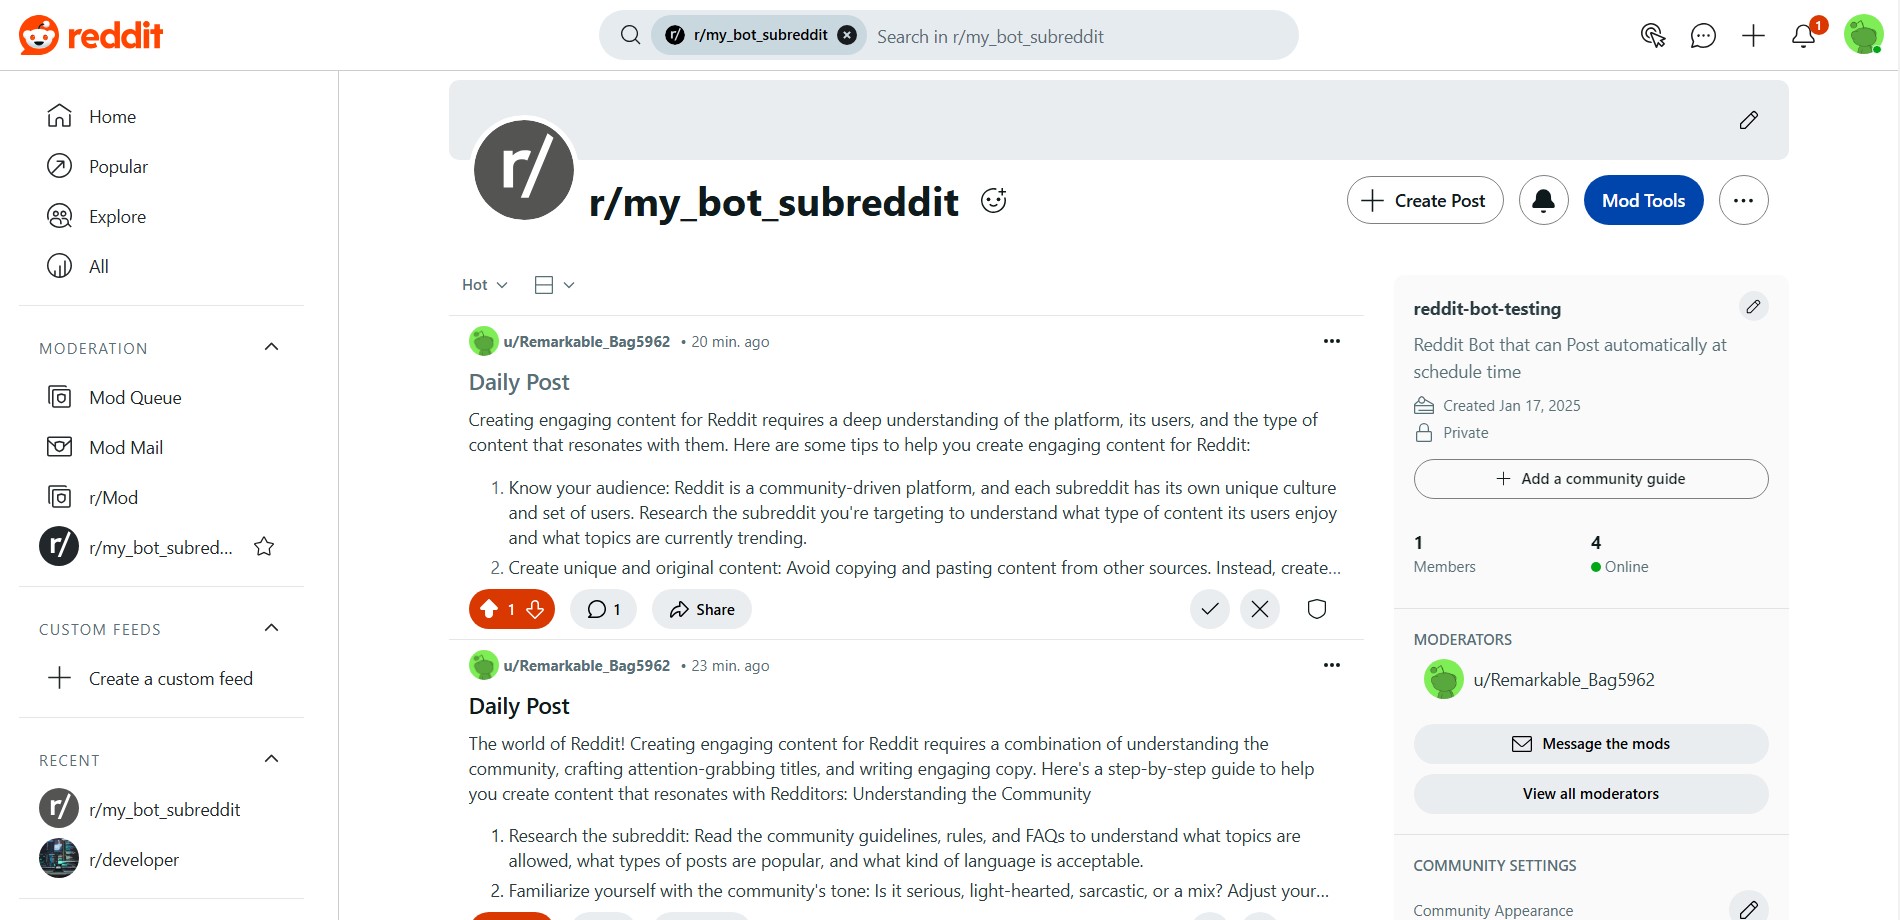 reddit
r/my_bot_subreddit
Search in r/my_bot_subreddit
1
Home
Popular
Explore
All
MODERATION
Mod Queue
Mod Mail
r/Mod
r/my_bot_subred...
CUSTOM FEEDS
Create a custom feed
RECENT
r/my_bot_subreddit
r/developer
r/
r/my_bot_subreddit
Create Post
Mod Tools
Hot
u/Remarkable_Bag5962 • 20 min. ago
Daily Post
Creating engaging content for Reddit requires a deep understanding of the platform, its users, and the type of
content that resonates with them. Here are some tips to help you create engaging content for Reddit:
1. Know your audience: Reddit is a community-driven platform, and each subreddit has its own unique culture
and set of users. Research the subreddit you're targeting to understand what type of content its users enjoy
and what topics are currently trending.
2. Create unique and original content: Avoid copying and pasting content from other sources. Instead, create...
1
1
Share
u/Remarkable_Bag5962 • 23 min. ago
Daily Post
The world of Reddit! Creating engaging content for Reddit requires a combination of understanding the
community, crafting attention-grabbing titles, and writing engaging copy. Here's a step-by-step guide to help
you create content that resonates with Redditors: Understanding the Community
1. Research the subreddit: Read the community guidelines, rules, and FAQs to understand what topics are
allowed, what types of posts are popular, and what kind of language is acceptable.
2. Familiarize yourself with the community's tone: Is it serious, light-hearted, sarcastic, or a mix? Adjust your...
reddit-bot-testing
Reddit Bot that can Post automatically at
schedule time
Created Jan 17, 2025
Private
Add a community guide
1
Members
4
Online
MODERATORS
u/Remarkable_Bag5962
Message the mods
View all moderators
COMMUNITY SETTINGS
Community Appearance